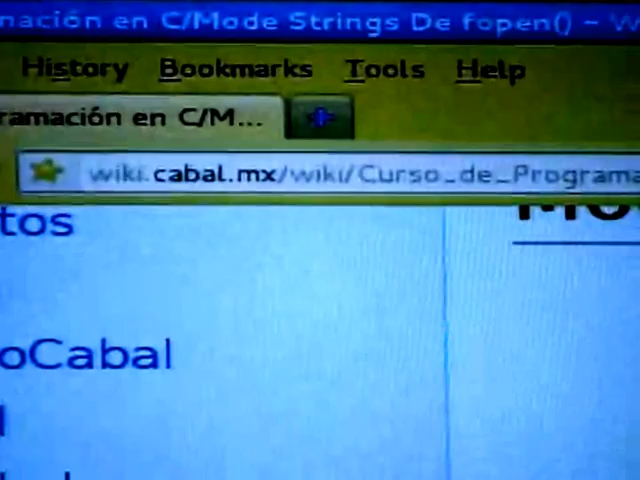 nación en C/Mode Strings De fopen() - W
History Bookmarks Tools Help
ramación en C/M...
wiki.cabal.mx/wiki/Curso_de_Programa
tos
oCabal